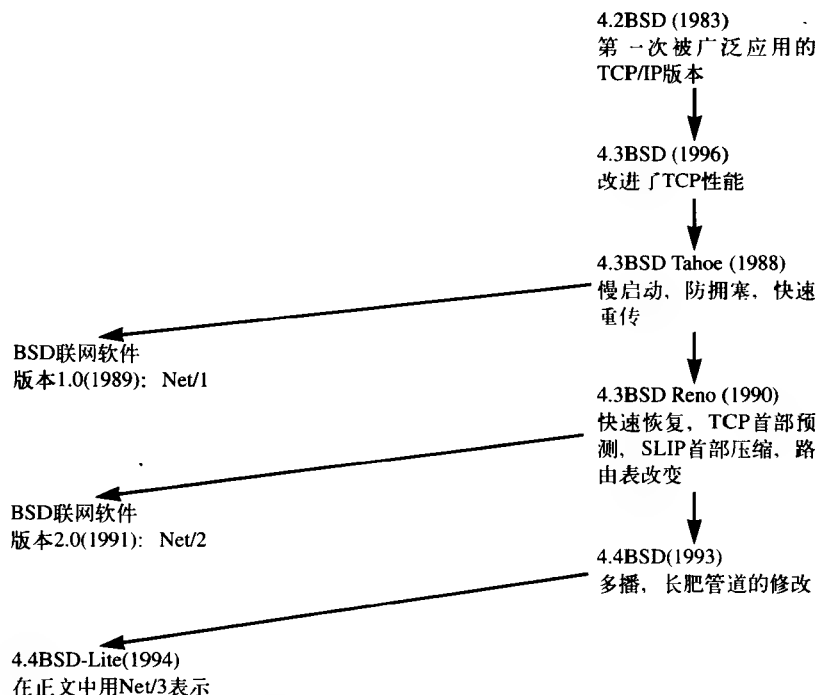 4.2BSD (1983)
第一次被广泛应用的
TCP/IP版本
4.3BSD (1996)
改进了TCP性能
4.3BSD Tahoe (1988)
慢启动, 防拥塞, 快速
重传
BSD联网软件
版本1.0(1989): Net/1
4.3BSD Reno (1990)
快速恢复, TCP首部预
测, SLIP首部压缩, 路
由表改变
BSD联网软件
版本2.0(1991): Net/2
4.4BSD(1993)
多播, 长肥管道的修改
4.4BSD-Lite(1994)
在正文中用Net/3表示